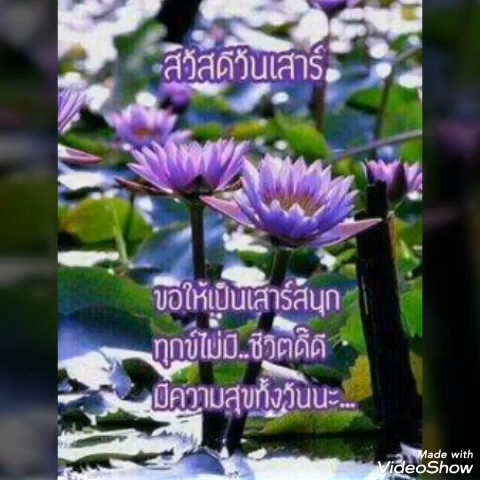 สวัสดีวันเสาร์
ขอให้เป็นเสาร์สนุก
ทุกข์ไม่มี..ชีวิตดี๊ดี
มีความสุขทั้งวันนะ...
Made with
VideoShow